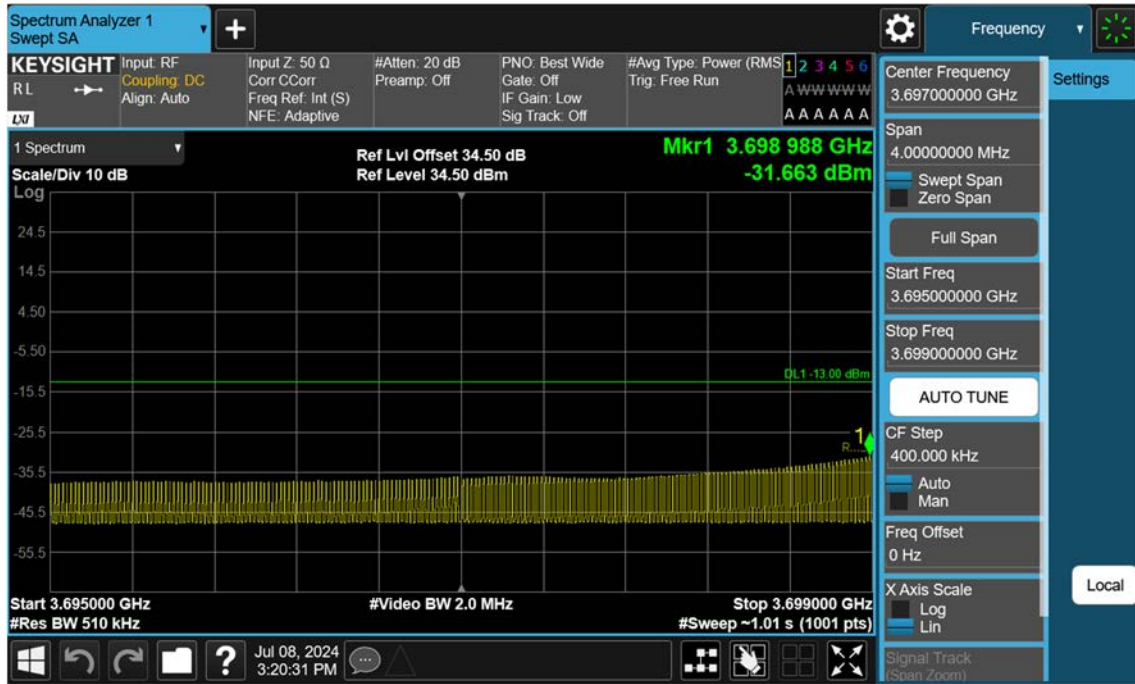 Spectrum Analyzer 1
Swept SA
+
Frequency
KEYSIGHT
RL
LXI
Input: RF
Coupling: DC
Align: Auto
Input Z: 50 Ω
Corr CCorr
Freq Ref: Int (S)
NFE: Adaptive
#Atten: 20 dB
Preamp: Off
PNO: Best Wide
Gate: Off
IF Gain: Low
Sig Track: Off
#Avg Type: Power (RMS
Trig: Free Run
1 2 3 4 5 6
A W W W W W
A A A A A A
1 Spectrum
Scale/Div 10 dB
Log
Ref Lvl Offset 34.50 dB
Ref Level 34.50 dBm
Mkr1 3.698 988 GHz
-31.663 dBm
24.5
14.5
4.50
-5.50
DL1 -13.00 dBm
-15.5
-25.5
1
R...
-35.5
-45.5
-55.5
Start 3.695000 GHz
#Video BW 2.0 MHz
Stop 3.699000 GHz
#Res BW 510 kHz
#Sweep ~1.01 s (1001 pts)
Center Frequency
3.697000000 GHz
Span
4.00000000 MHz
Swept Span
Zero Span
Full Span
Start Freq
3.695000000 GHz
Stop Freq
3.699000000 GHz
AUTO TUNE
CF Step
400.000 kHz
Auto
Man
Freq Offset
0 Hz
X Axis Scale
Log
Lin
Signal Track
(Span Zoom)
Settings
Local
?
Jul 08, 2024
3:20:31 PM